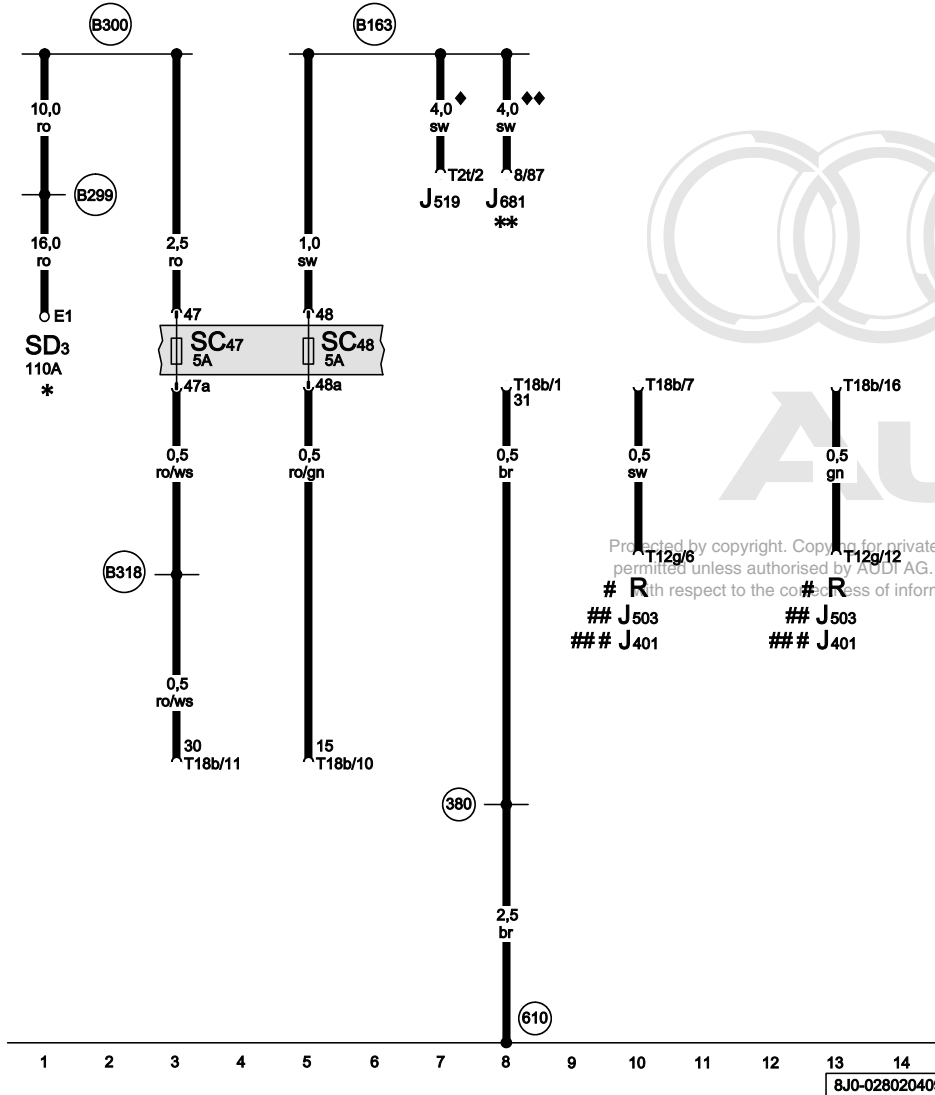 B300
B163
10,0
ro
4,0 ♦
sw
4,0 ♦♦
sw
T2t/2
8/87
B299
J519
J681
**
16,0
ro
2,5
ro
1,0
sw
E1
47
48
SD3
110A
*
SC47
5A
SC48
5A
47a
48a
T18b/1
31
T18b/7
T18b/16
0,5
ro/ws
0,5
ro/gn
0,5
br
0,5
sw
0,5
gn
Protected by copyright. Copying for private
T12g/6
T12g/12
permitted unless authorised by AUDI AG.
with respect to the correctness of inform
B318
# R
## J503
### J401
# R
## J503
### J401
0,5
ro/ws
30
T18b/11
15
T18b/10
380
2,5
br
610
1 2 3 4 5 6 7 8 9 10 11 12 13 14
8J0-02802040